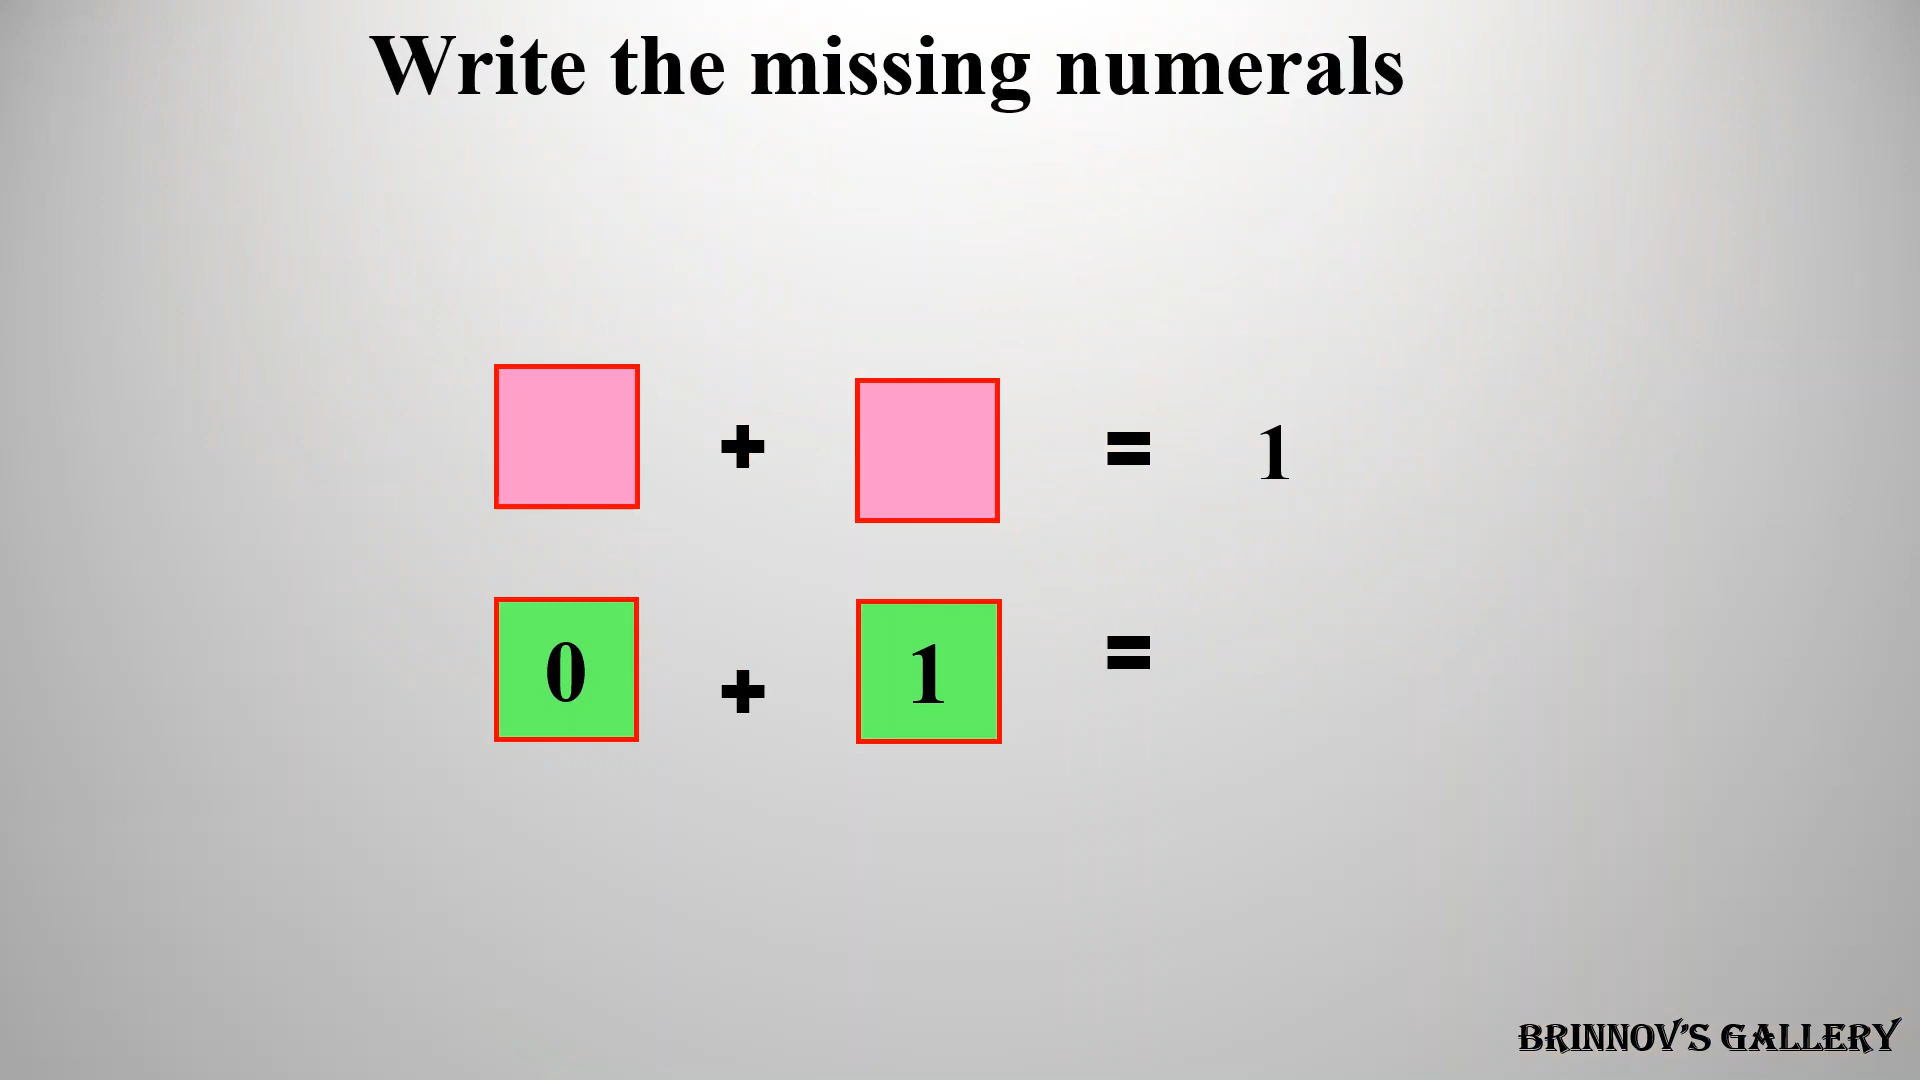 Write the missing numerals
+ = 1
0 + 1 =
BRINNOV'S GALLERY